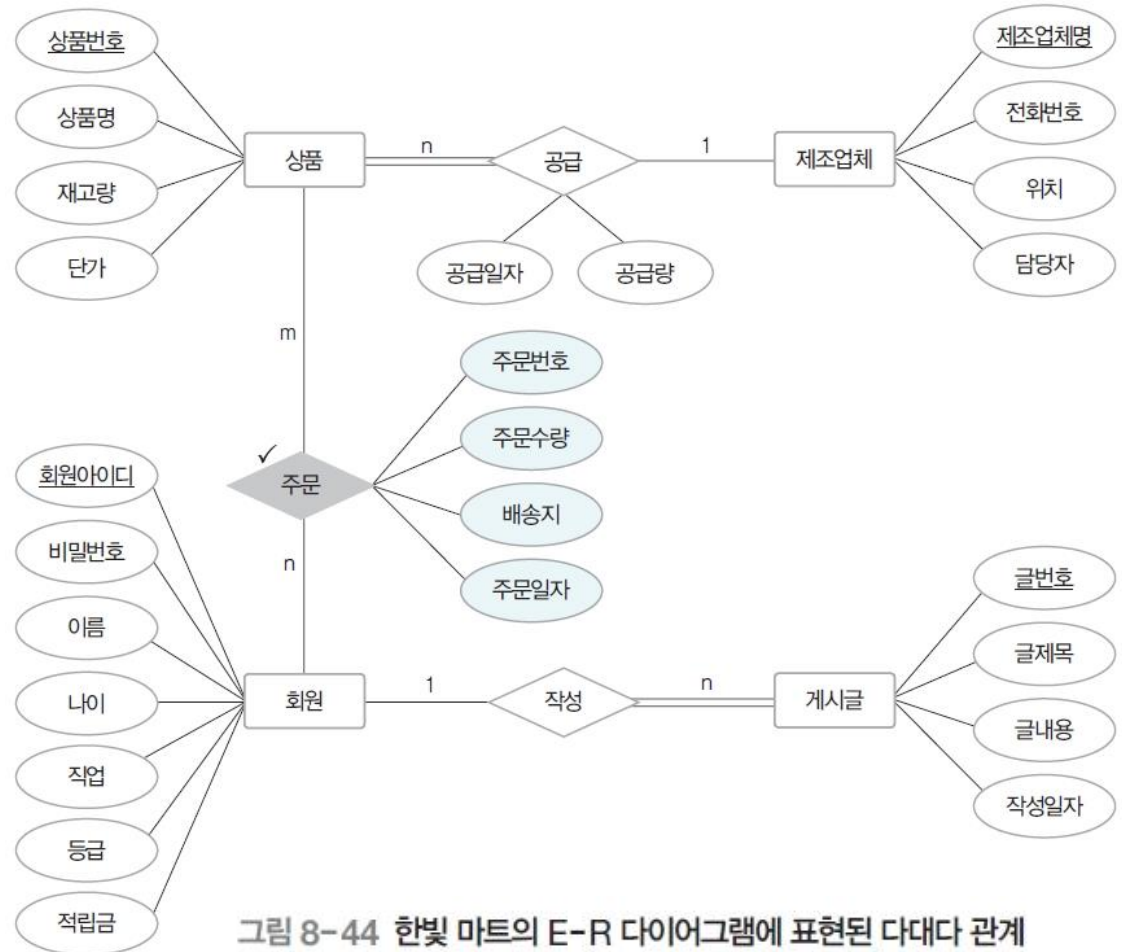 상품번호
상품명
재고량
단가
상품
n
공급
1
제조업체
제조업체명
전화번호
위치
담당자
공급일자
공급량
m
주문번호
주문수량
배송지
주문일자
✓
주문
n
회원아이디
비밀번호
이름
나이
직업
등급
적립금
회원
1
작성
n
게시글
글번호
글제목
글내용
작성일자
그림 8-44 한빛 마트의 E-R 다이어그램에 표현된 다대다 관계